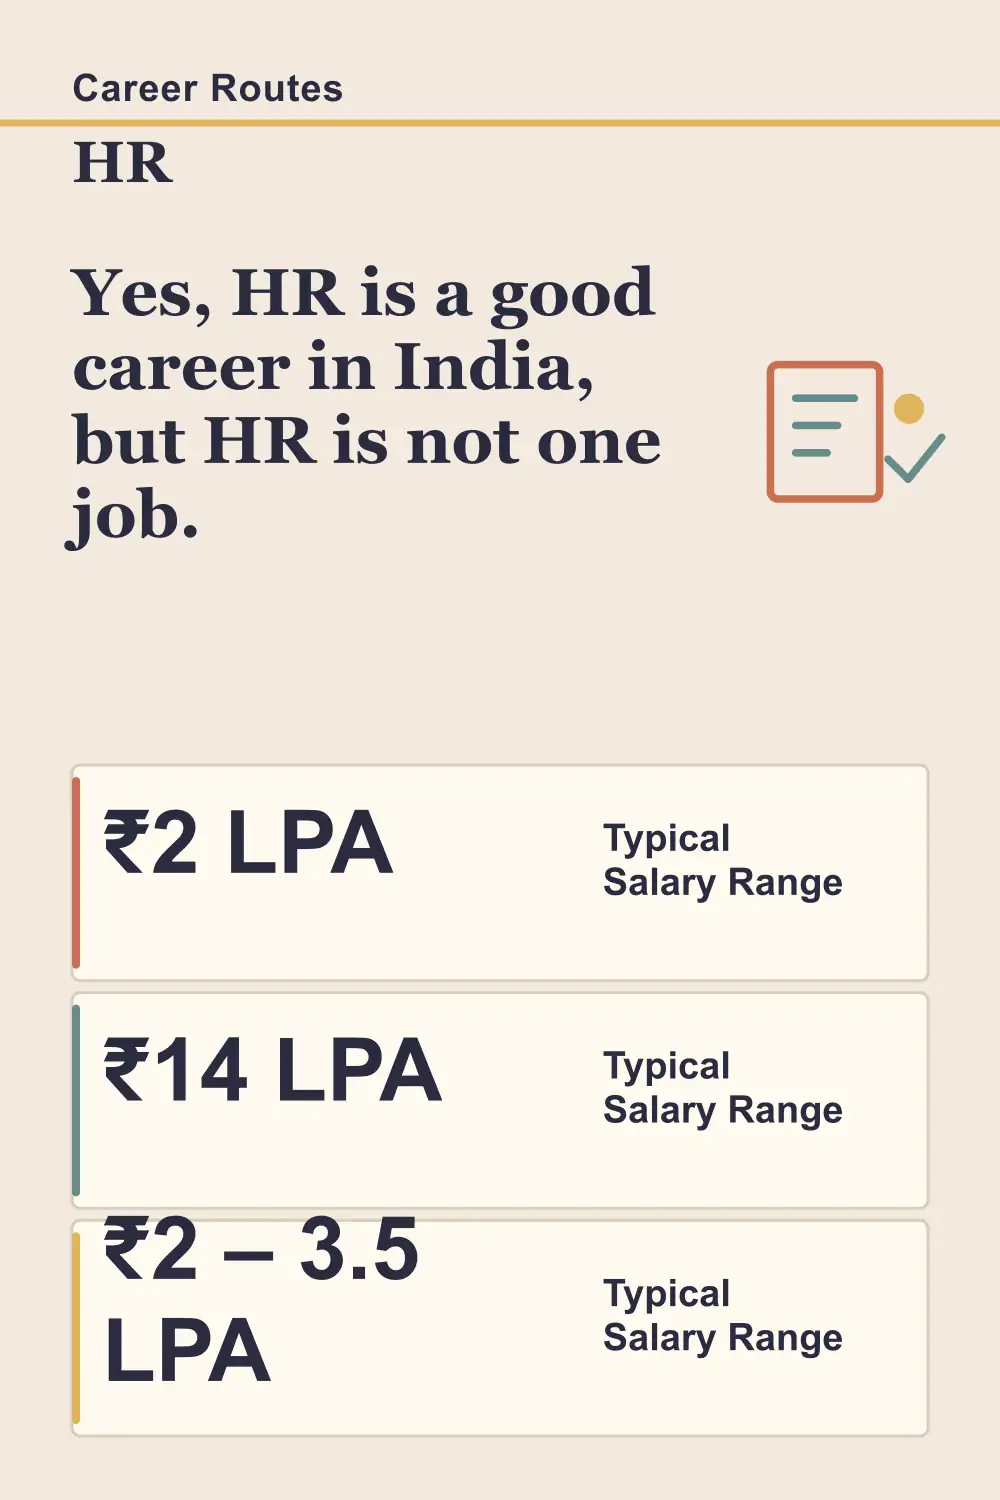 Career Routes
HR
Yes, HR is a good
career in India,
but HR is not one
job.
₹2 LPA
Typical
Salary Range
₹14 LPA
Typical
Salary Range
₹2 – 3.5
LPA
Typical
Salary Range